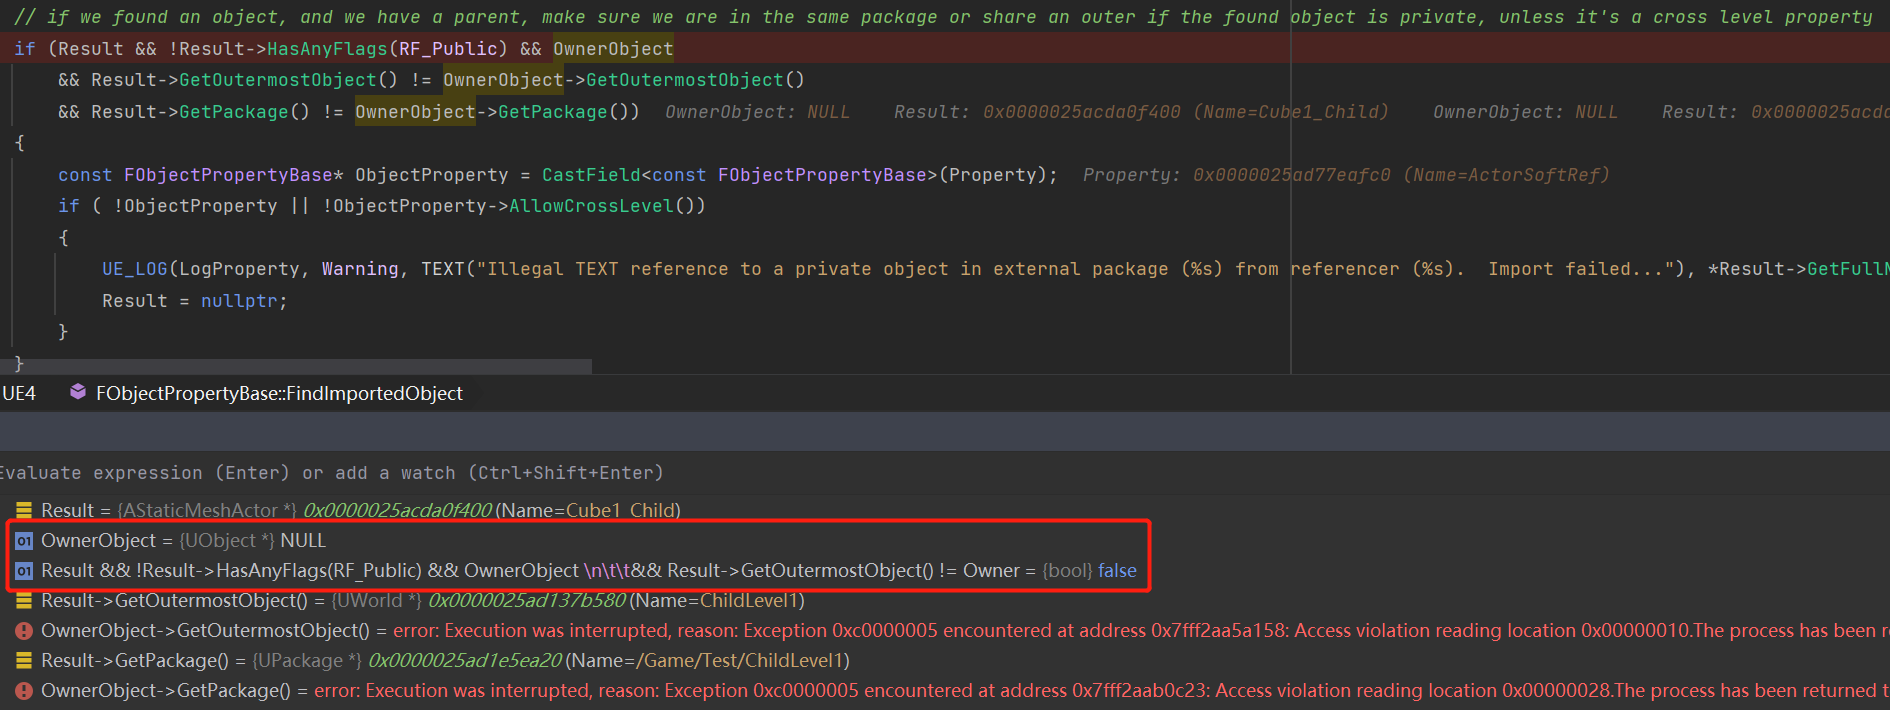 // if we found an object, and we have a parent, make sure we are in the same package or share an outer if the found object is private, unless it's a cross level property
if (Result && !Result->HasAnyFlags(RF_Public) && OwnerObject
&& Result->GetOutermostObject() != OwnerObject->GetOutermostObject()
&& Result->GetPackage() != OwnerObject->GetPackage()) OwnerObject: NULL Result: 0x0000025acda0f400 (Name=Cube1_Child) OwnerObject: NULL Result: 0x0000025acda
{
const FObjectPropertyBase* ObjectProperty = CastField<const FObjectPropertyBase>(Property); Property: 0x0000025ad77eafc0 (Name=ActorSoftRef)
if ( !ObjectProperty || !ObjectProperty->AllowCrossLevel())
{
UE_LOG(LogProperty, Warning, TEXT("Illegal TEXT reference to a private object in external package (%s) from referencer (%s).  Import failed..."), *Result->GetFullN
Result = nullptr;
}
}
UE4 FObjectPropertyBase::FindImportedObject
Evaluate expression (Enter) or add a watch (Ctrl+Shift+Enter)
Result = {AStaticMeshActor *} 0x0000025acda0f400 (Name=Cube1_Child)
01 OwnerObject = {UObject *} NULL
01 Result && !Result->HasAnyFlags(RF_Public) && OwnerObject \n\t\t&& Result->GetOutermostObject() != Owner = {bool} false
Result->GetOutermostObject() = {UWorld *} 0x0000025ad137b580 (Name=ChildLevel1)
OwnerObject->GetOutermostObject() = error: Execution was interrupted, reason: Exception 0xc0000005 encountered at address 0x7fff2aa5a158: Access violation reading location 0x00000010.The process has been re
Result->GetPackage() = {UPackage *} 0x0000025ad1e5ea20 (Name=/Game/Test/ChildLevel1)
OwnerObject->GetPackage() = error: Execution was interrupted, reason: Exception 0xc0000005 encountered at address 0x7fff2aab0c23: Access violation reading location 0x00000028.The process has been returned t